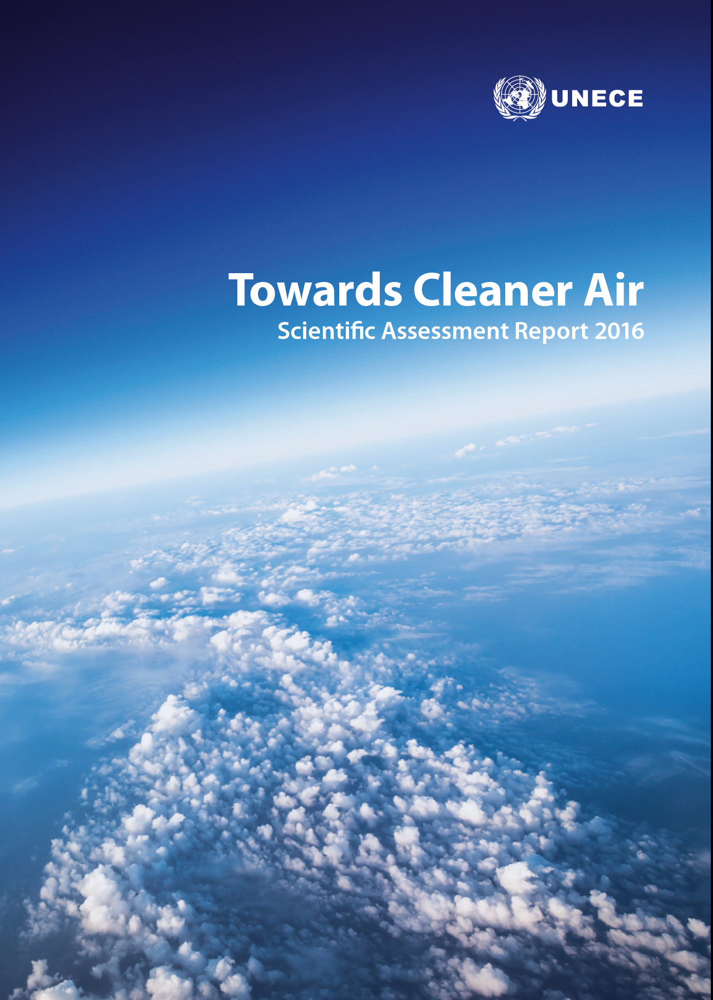 UNECE
Towards Cleaner Air
Scientific Assessment Report 2016